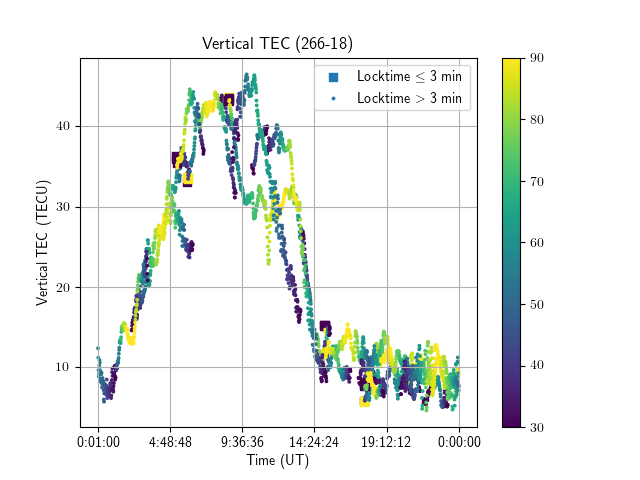 Vertical TEC (266-18)
Locktime ≤ 3 min
Locktime > 3 min
Vertical TEC (TECU)
40
30
20
10
0:01:00 4:48:48 9:36:36 14:24:24 19:12:12 0:00:00
Time (UT)
90
80
70
60
50
40
30